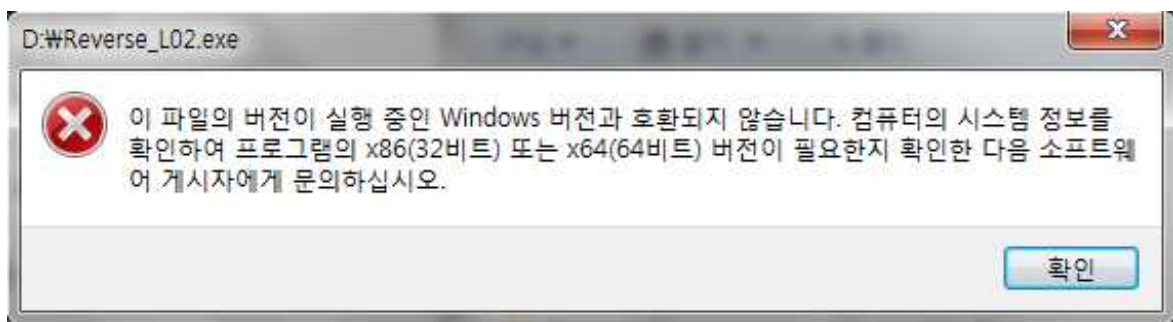 D:₩Reverse_L02.exe
이 파일의 버전이 실행 중인 Windows 버전과 호환되지 않습니다. 컴퓨터의 시스템 정보를
확인하여 프로그램의 x86(32비트) 또는 x64(64비트) 버전이 필요한지 확인한 다음 소프트웨
어 게시자에게 문의하십시오.
확인